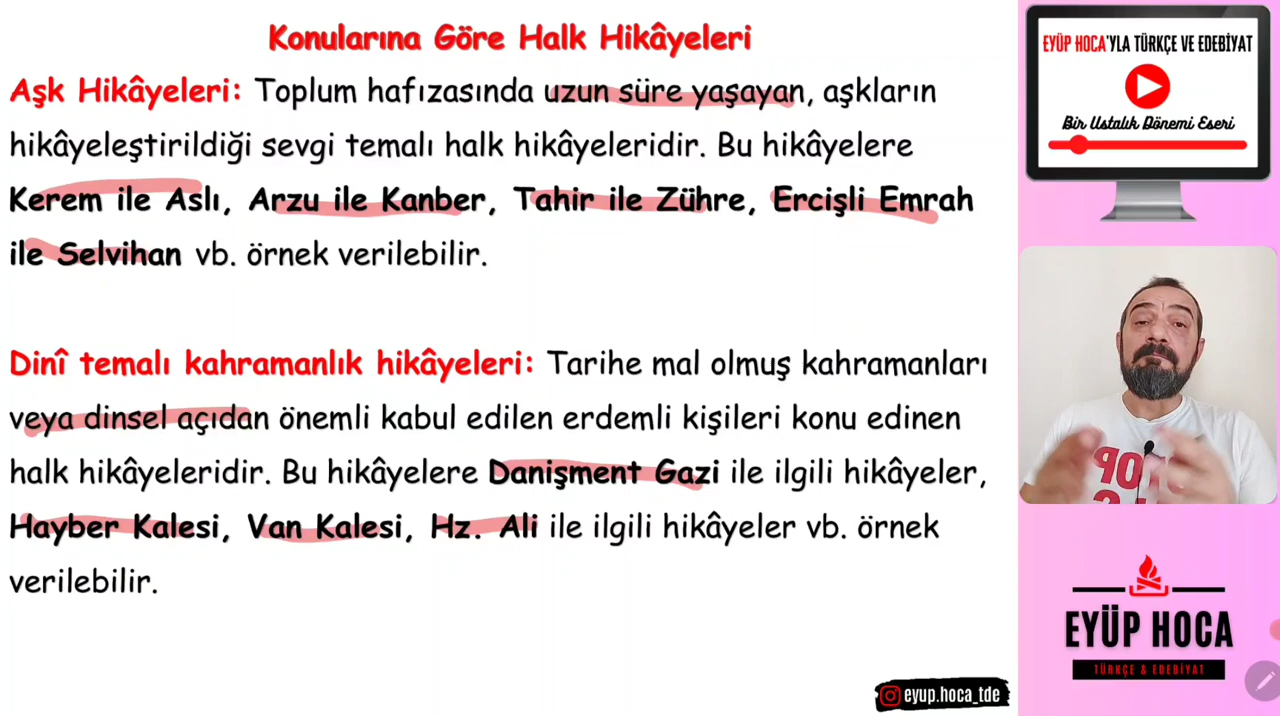 Konularına Göre Halk Hikâyeleri
Aşk Hikâyeleri: Toplum hafızasında uzun süre yaşayan, aşkların
hikâyeleştirildiği sevgi temalı halk hikâyeleridir. Bu hikâyelere
Kerem ile Aslı, Arzu ile Kanber, Tahir ile Zühre, Ercişli Emrah
ile Selvihan vb. örnek verilebilir.
Dinî temalı kahramanlık hikâyeleri: Tarihe mal olmuş kahramanları
veya dinsel açıdan önemli kabul edilen erdemli kişileri konu edinen
halk hikâyeleridir. Bu hikâyelere Danişment Gazi ile ilgili hikâyeler,
Hayber Kalesi, Van Kalesi, Hz. Ali ile ilgili hikâyeler vb. örnek
verilebilir.
eyup.hoca_tde
EYÜP HOCA'YLA TÜRKÇE VE EDEBİYAT
Bir Ustalık Dönemi Eseri
EYÜP HOCA
TÜRKÇE & EDEBİYAT